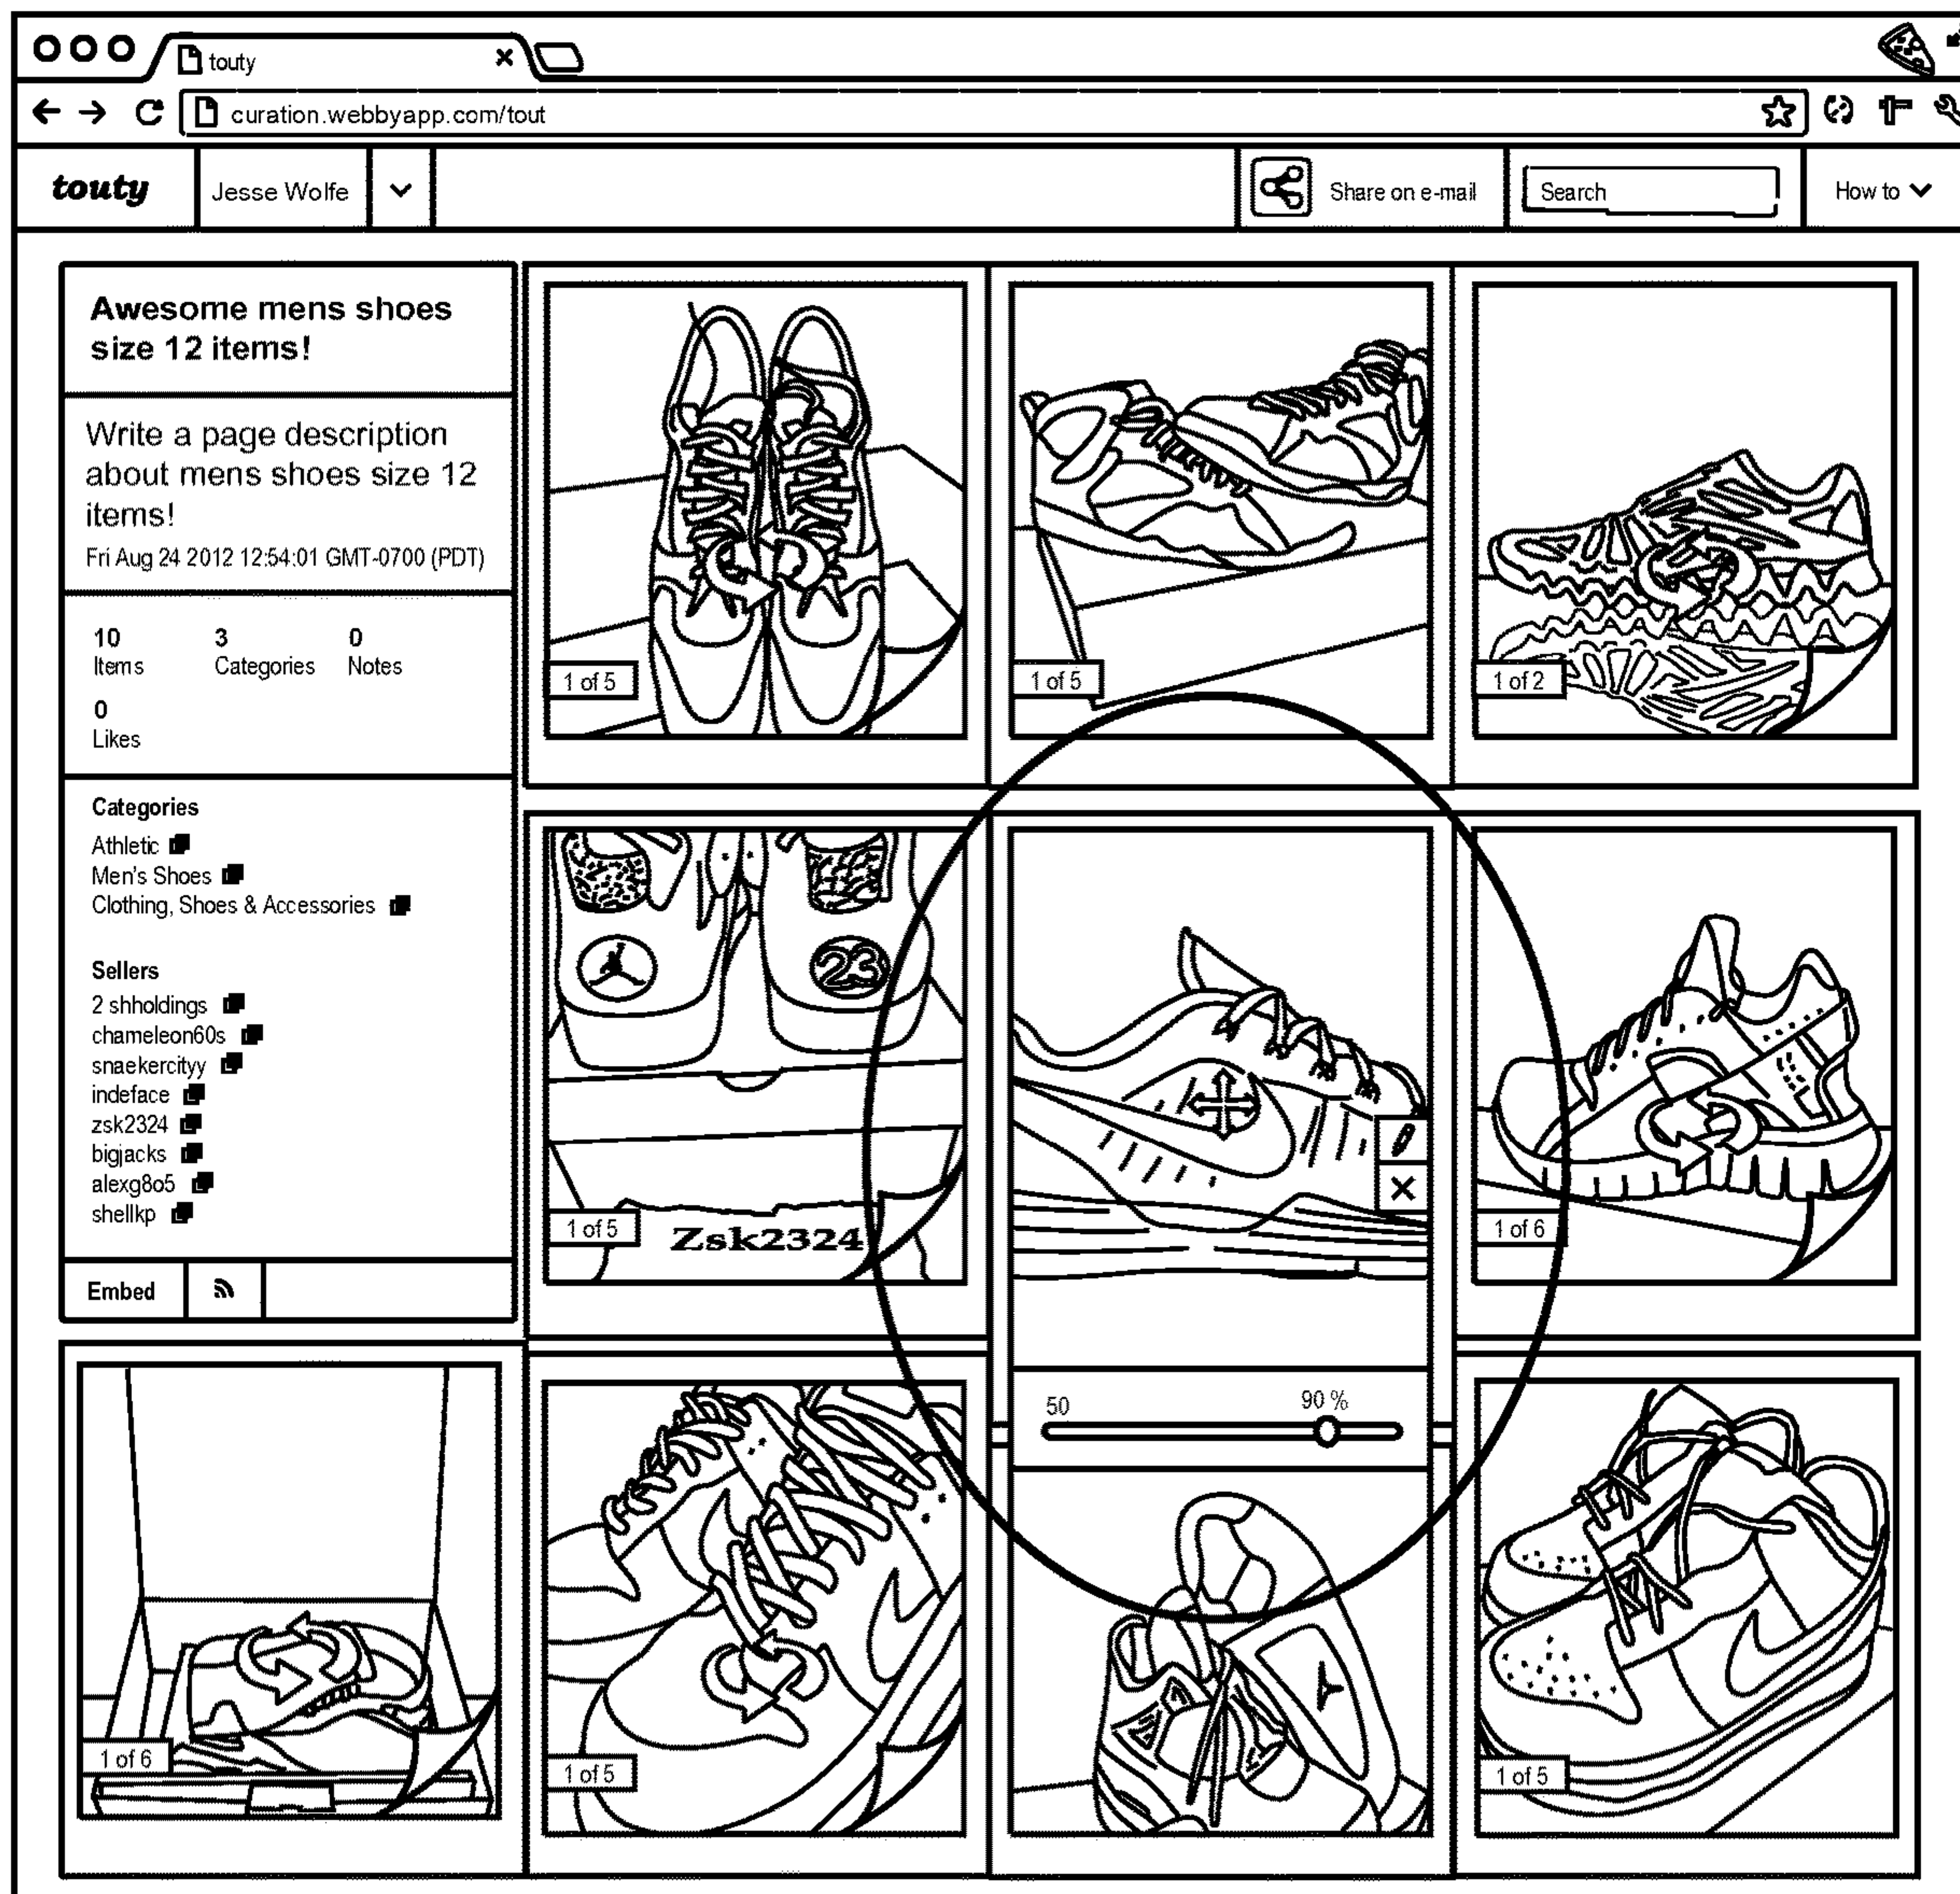 touty
curation.webbyapp.com/tout
touty
Jesse Wolfe
Share on e-mail
Search
How to
Awesome mens shoes
size 12 items!
Write a page description
about mens shoes size 12
items!
Fri Aug 24 2012 12:54:01 GMT-0700 (PDT)
10 3 0
Items Categories Notes
0
Likes
Categories
Athletic
Men's Shoes
Clothing, Shoes & Accessories
Sellers
2 shholdings
chameleon60s
snaekercityy
indeface
zsk2324
bigjacks
alexg8o5
shellkp
Embed
1 of 5
1 of 5
1 of 2
23
1 of 5
Zsk2324
1 of 6
50
90 %
1 of 6
1 of 5
1 of 5